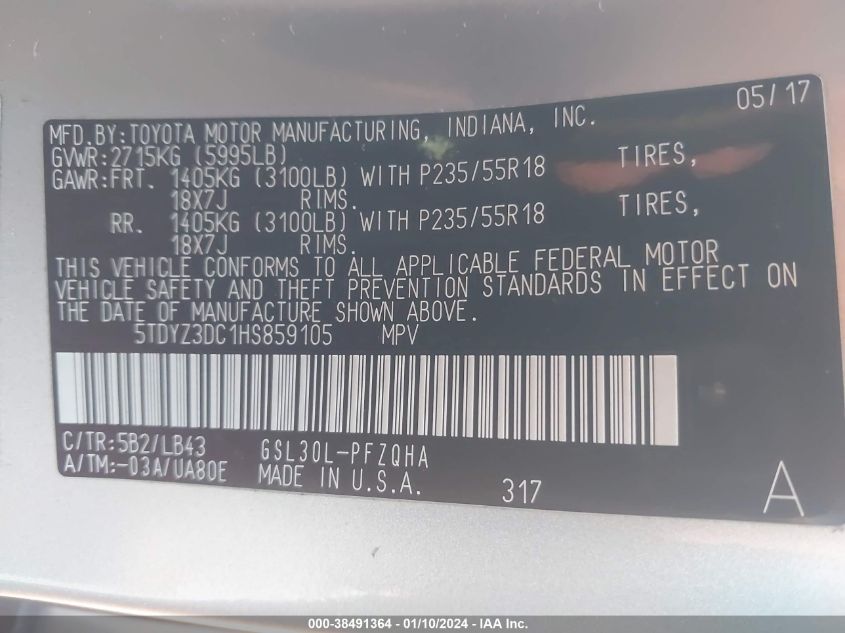 05/17
MFD.BY:TOYOTA MOTOR MANUFACTURING, INDIANA, INC.
GVWR:2715KG (5995LB)
GAWR:FRT. 1405KG (3100LB) WITH P235/55R18 TIRES,
18X7J RIMS.
RR. 1405KG (3100LB) WITH P235/55R18 TIRES,
18X7J RIMS.
THIS VEHICLE CONFORMS TO ALL APPLICABLE FEDERAL MOTOR
VEHICLE SAFETY AND THEFT PREVENTION STANDARDS IN EFFECT ON
THE DATE OF MANUFACTURE SHOWN ABOVE.
5TDYZ3DC1HS859105 MPV
C/TR:5B2/LB43 GSL30L-PFZQHA
A/TM:-03A/UA80E MADE IN U.S.A. 317 A
000-38491364 - 01/10/2024 - IAA Inc.